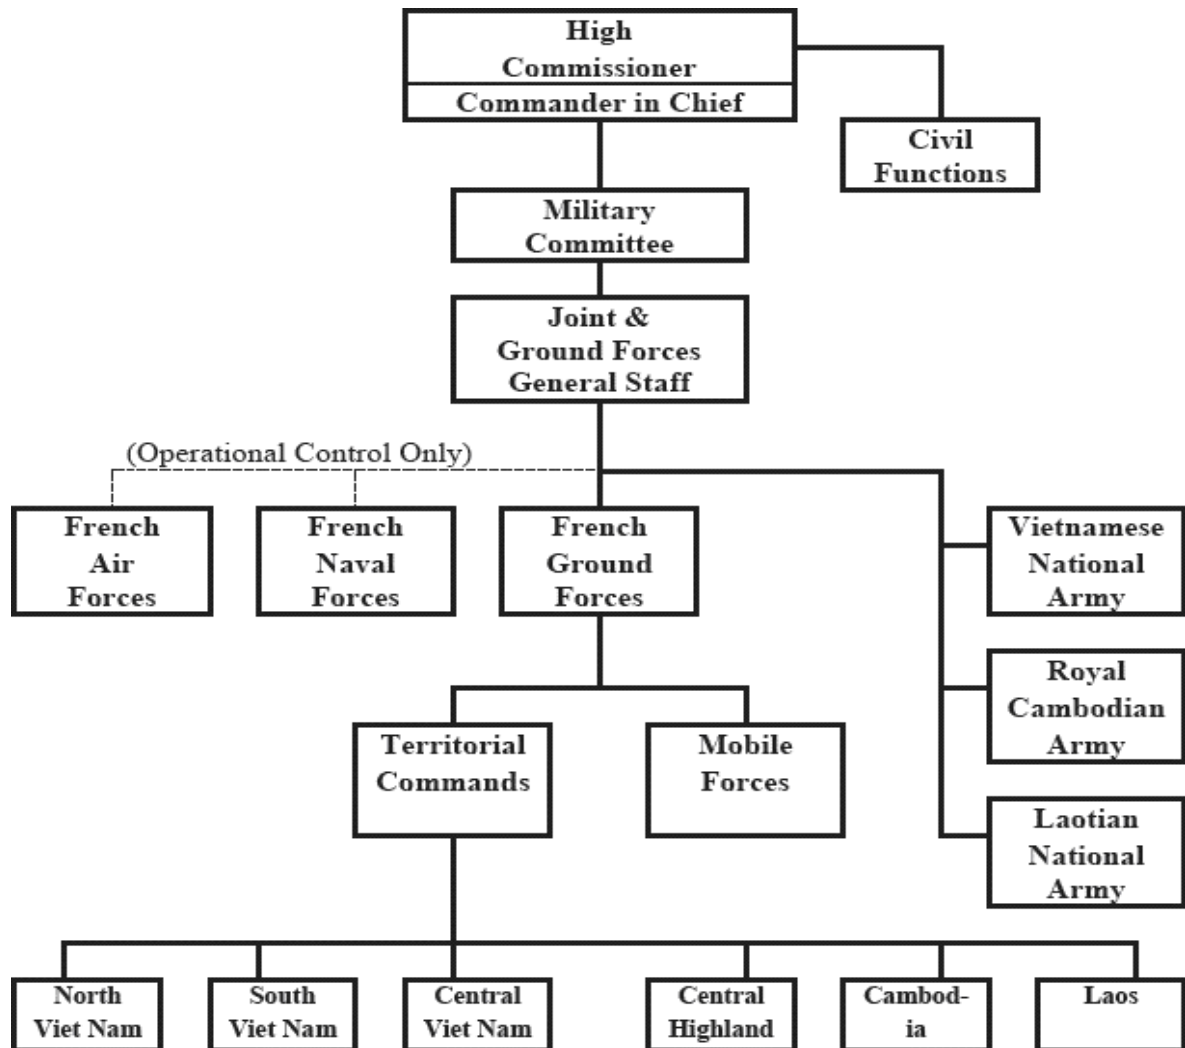 High
Commissioner
Commander in Chief
Civil
Functions
Military
Committee
Joint &
Ground Forces
General Staff
(Operational Control Only)
French
Air
Forces
French
Naval
Forces
French
Ground
Forces
Vietnamese
National
Army
Royal
Cambodian
Army
Laotian
National
Army
Territorial
Commands
Mobile
Forces
North
Viet Nam
South
Viet Nam
Central
Viet Nam
Central
Highland
Cambod-
ia
Laos